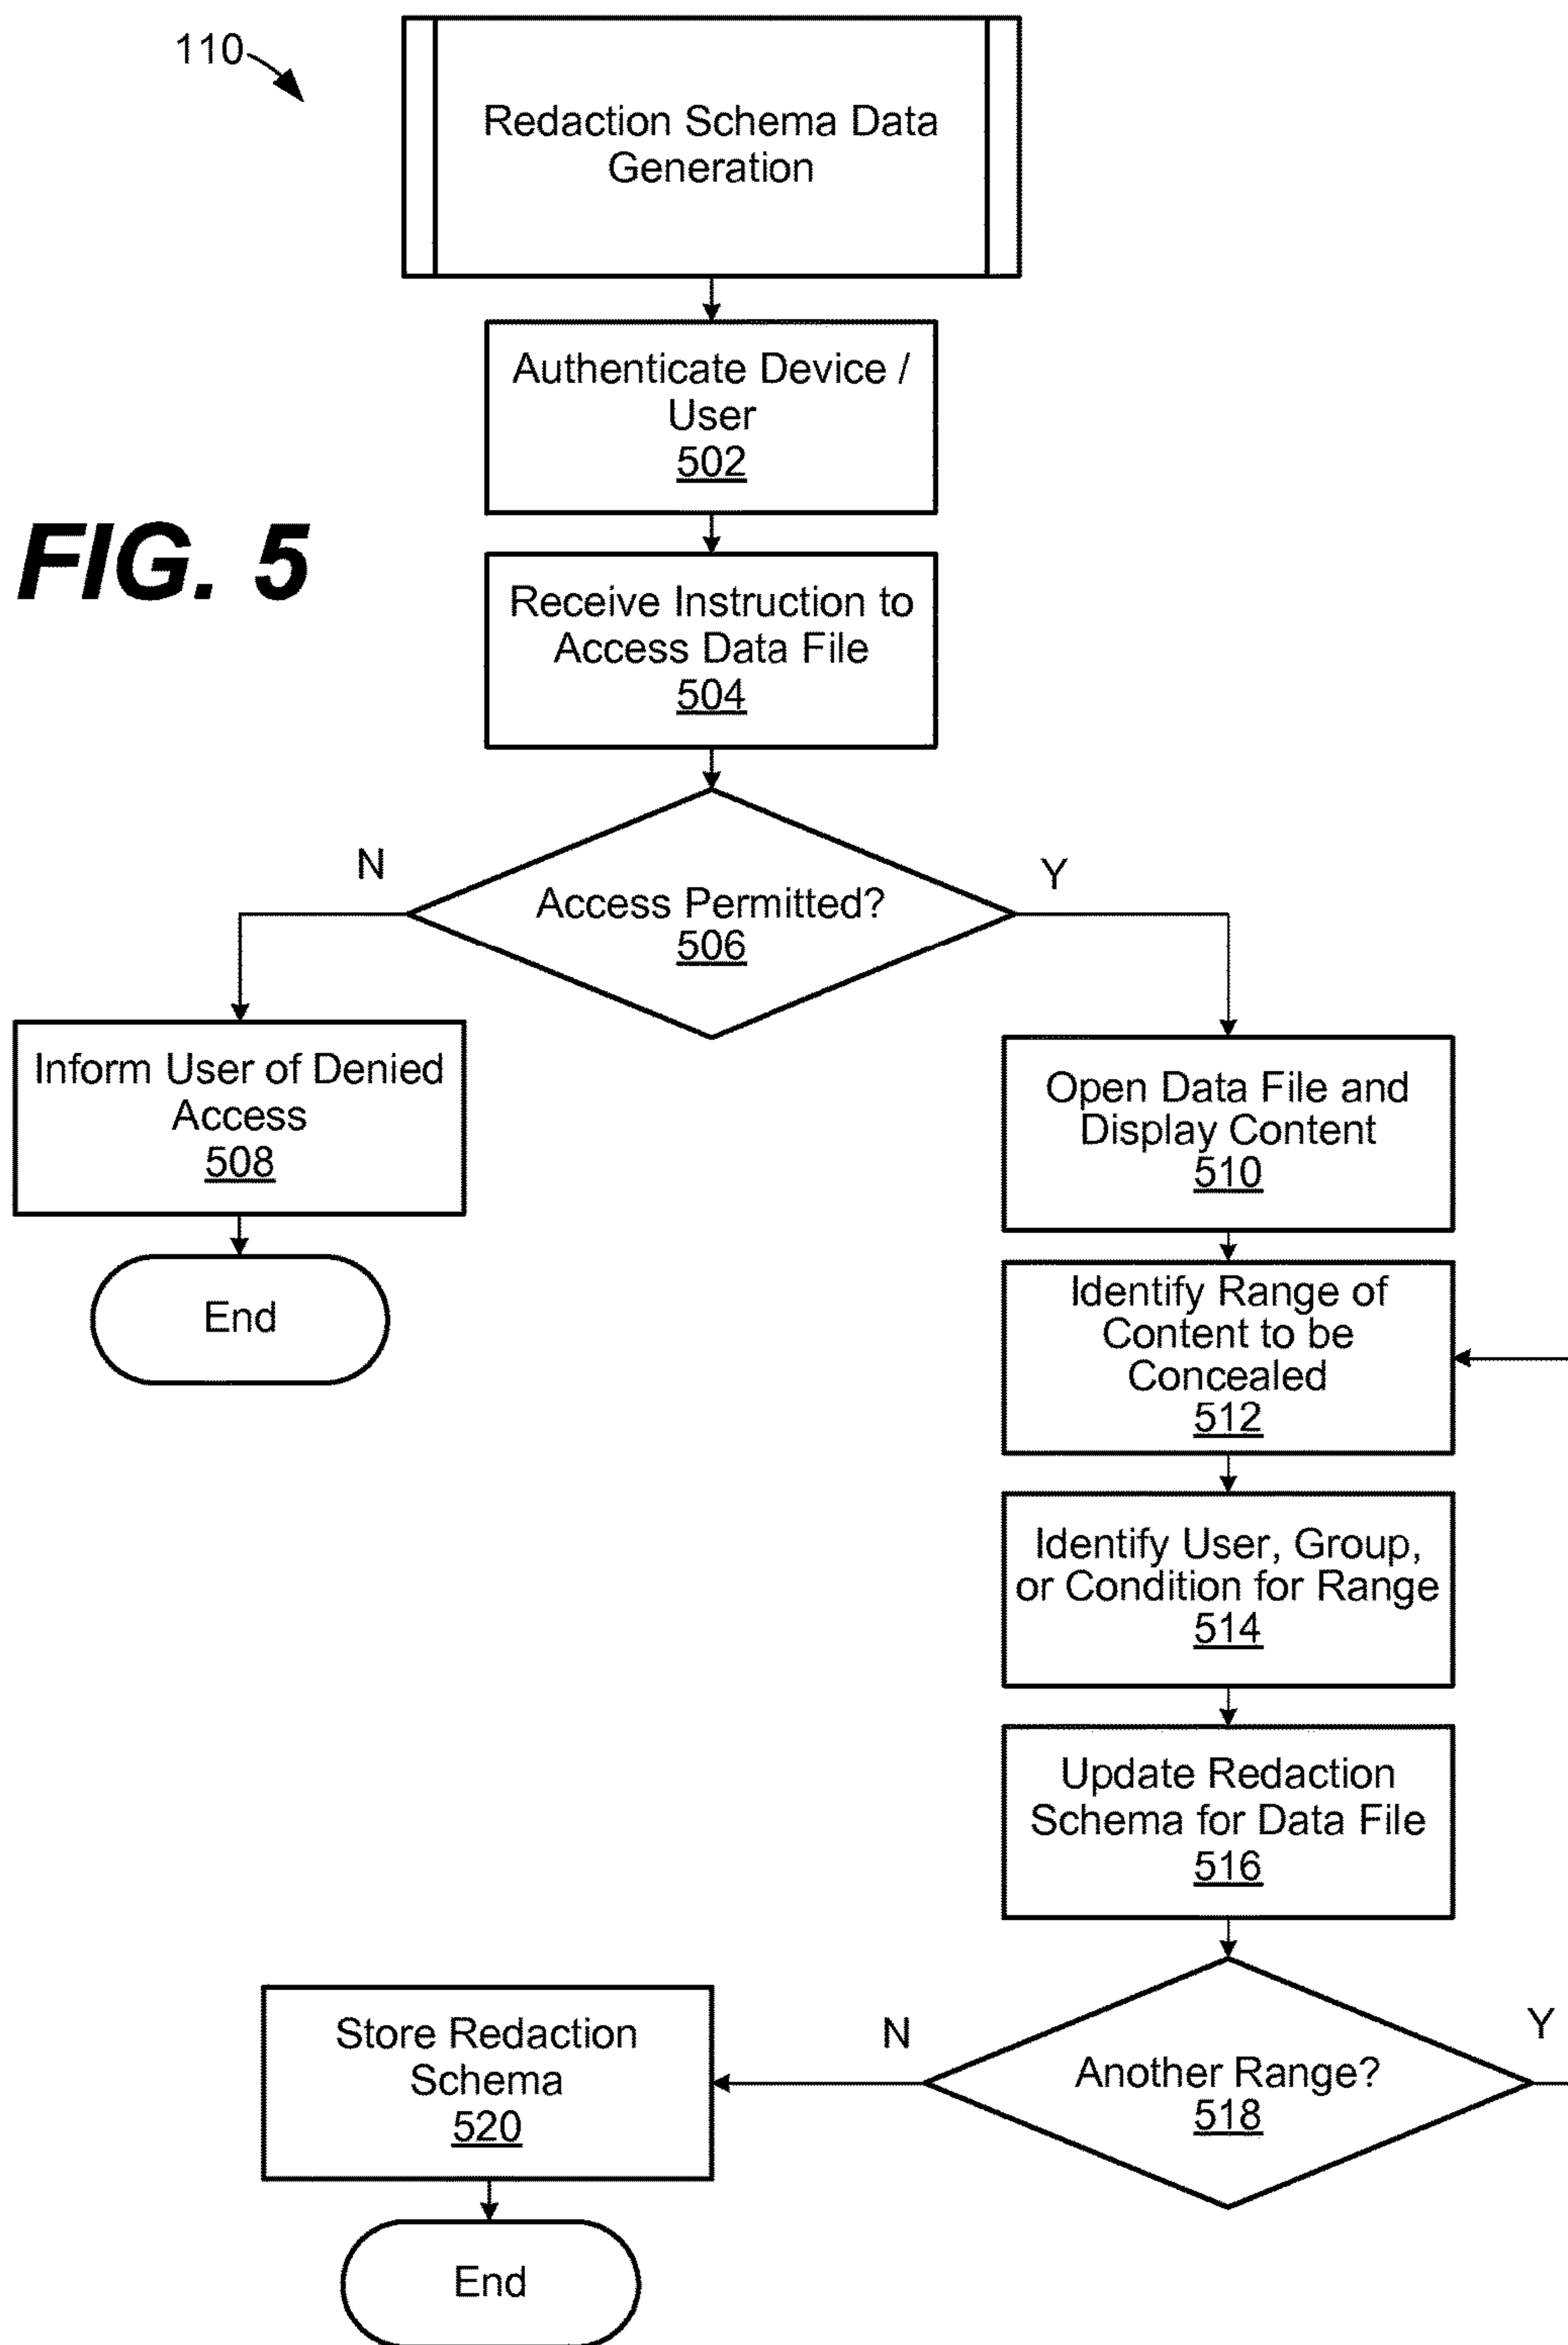 110
Redaction Schema Data
Generation
Authenticate Device /
User
502
FIG. 5
Receive Instruction to
Access Data File
504
N
Y
Access Permitted?
506
Inform User of Denied
Access
508
End
Open Data File and
Display Content
510
Identify Range of
Content to be
Concealed
512
Identify User, Group,
or Condition for Range
514
Update Redaction
Schema for Data File
516
Another Range?
518
N
Y
Store Redaction
Schema
520
End